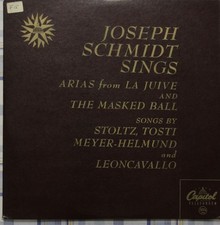 JOSEPH
SCHMIDT
SINGS
ARIAS from LA JUIVE
AND
THE MASKED BALL
SONGS BY
STOLTZ, TOSTI
MEYER-HELMUND
and
LEONCAVALLO
Capitol